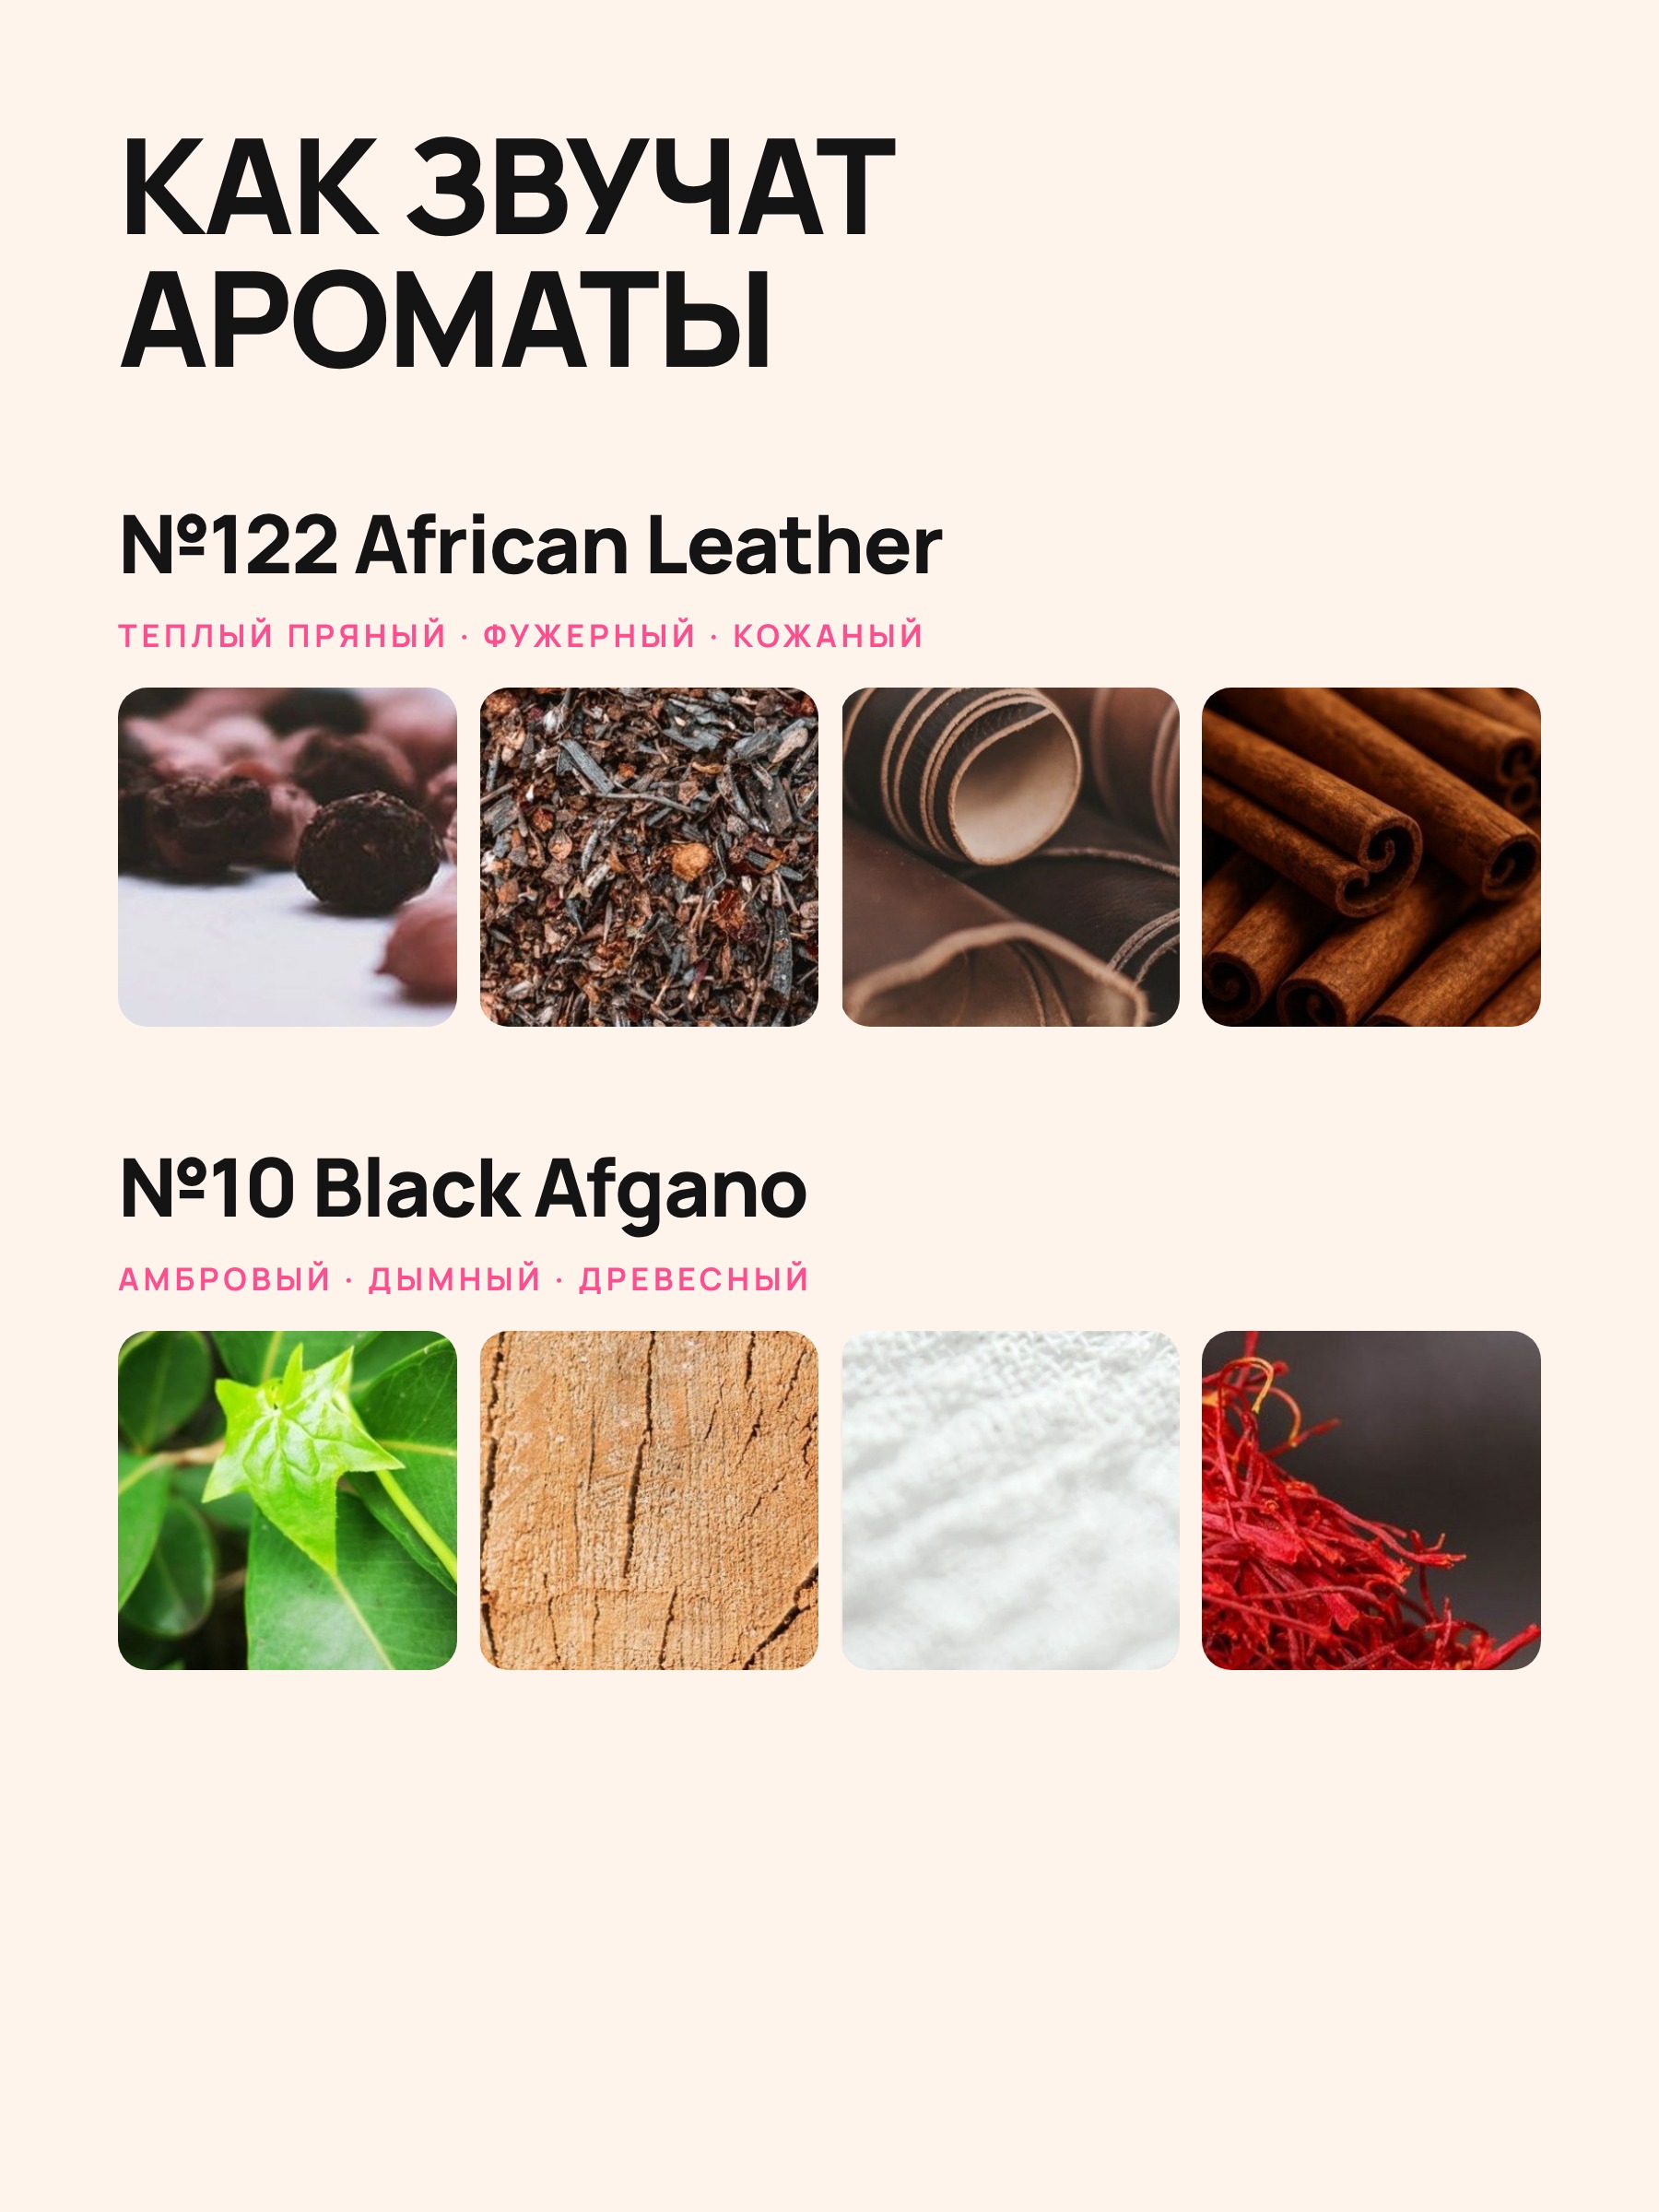 КАК ЗВУЧАТ
АРОМАТЫ
№122 African Leather
ТЕПЛЫЙ ПРЯНЫЙ · ФУЖЕРНЫЙ · КОЖАНЫЙ
№10 Black Afgano
АМБРОВЫЙ · ДЫМНЫЙ · ДРЕВЕСНЫЙ